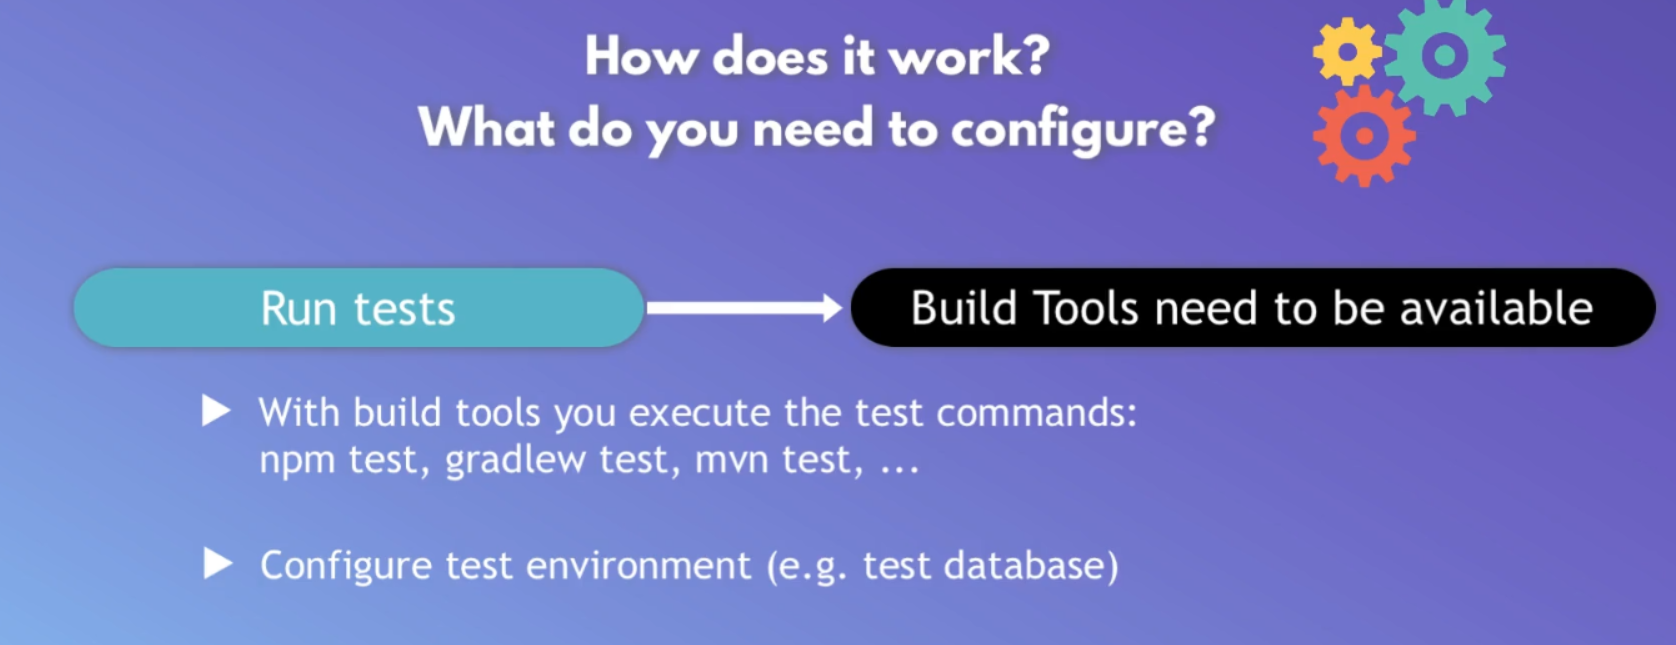 How does it work?
What do you need to configure?
Run tests
Build Tools need to be available
With build tools you execute the test commands:
npm test, gradlew test, mvn test, ...
Configure test environment (e.g. test database)